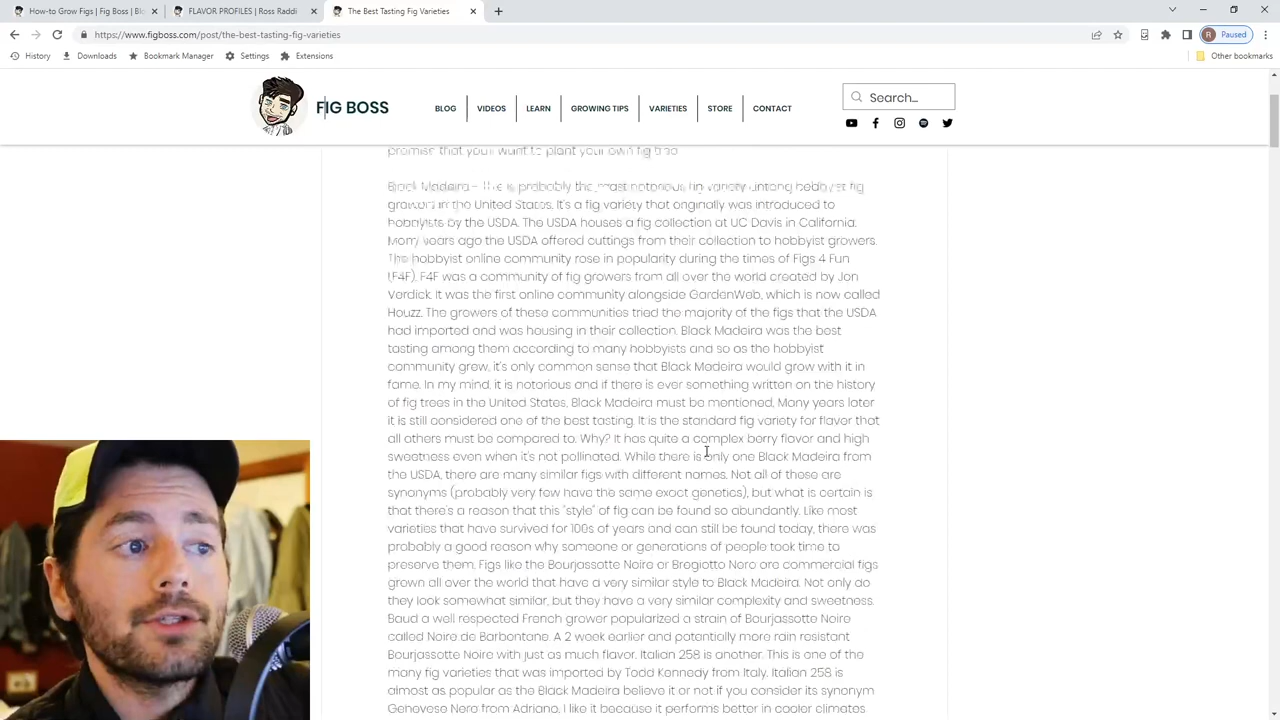 How-to Grow Figs | Fig Boss | Bl
FLAVOR PROFILES | Ross Raddi
The Best Tasting Fig Varieties
https://www.figboss.com/post/the-best-tasting-fig-varieties
Paused
History
Downloads
Bookmark Manager
Settings
Extensions
Other bookmarks
FIG BOSS
BLOG
VIDEOS
LEARN
GROWING TIPS
VARIETIES
STORE
CONTACT
Search...
promise that you'll want to plant your own fig tree
Black Madeira - This is probably the most notorious fig variety among hobbyist fig
growers in the United States. It's a fig variety that originally was introduced to
hobbyists by the USDA. The USDA houses a fig collection at UC Davis in California.
Many years ago the USDA offered cuttings from their collection to hobbyist growers.
The hobbyist online community rose in popularity during the times of Figs 4 Fun
(F4F). F4F was a community of fig growers from all over the world created by Jon
Verdick. It was the first online community alongside GardenWeb, which is now called
Houzz. The growers of these communities tried the majority of the figs that the USDA
had imported and was housing in their collection. Black Madeira was the best
tasting among them according to many hobbyists and so as the hobbyist
community grew, it's only common sense that Black Madeira would grow with it in
fame. In my mind, it is notorious and if there is ever something written on the history
of fig trees in the United States, Black Madeira must be mentioned. Many years later
it is still considered one of the best tasting. It is the standard fig variety for flavor that
all others must be compared to. Why? It has quite a complex berry flavor and high
sweetness even when it's not pollinated. While there is only one Black Madeira from
the USDA, there are many similar figs with different names. Not all of these are
synonyms (probably very few have the same exact genetics), but what is certain is
that there's a reason that this "style" of fig can be found so abundantly. Like most
varieties that have survived for 100s of years and can still be found today, there was
probably a good reason why someone or generations of people took time to
preserve them. Figs like the Bourjassotte Noire or Brogiotto Nero are commercial figs
grown all over the world that have a very similar style to Black Madeira. Not only do
they look somewhat similar, but they have a very similar complexity and sweetness.
Baud a well respected French grower popularized a strain of Bourjassotte Noire
called Noire de Barbontane. A 2 week earlier and potentially more rain resistant
Bourjassotte Noire with just as much flavor. Italian 258 is another. This is one of the
many fig varieties that was imported by Todd Kennedy from Italy. Italian 258 is
almost as popular as the Black Madeira believe it or not if you consider its synonym
Genovese Nero from Adriano. I like it because it performs better in cooler climates